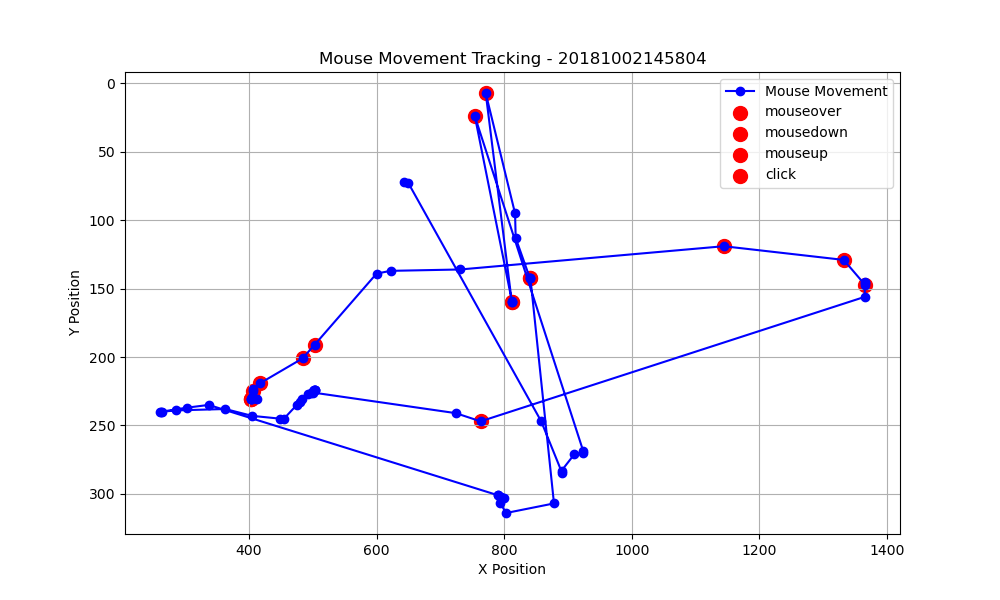 Mouse Movement Tracking - 20181002145804
Mouse Movement
mouseover
mousedown
mouseup
click
0
50
100
150
200
250
300
Y Position
400
600
800
1000
1200
1400
X Position